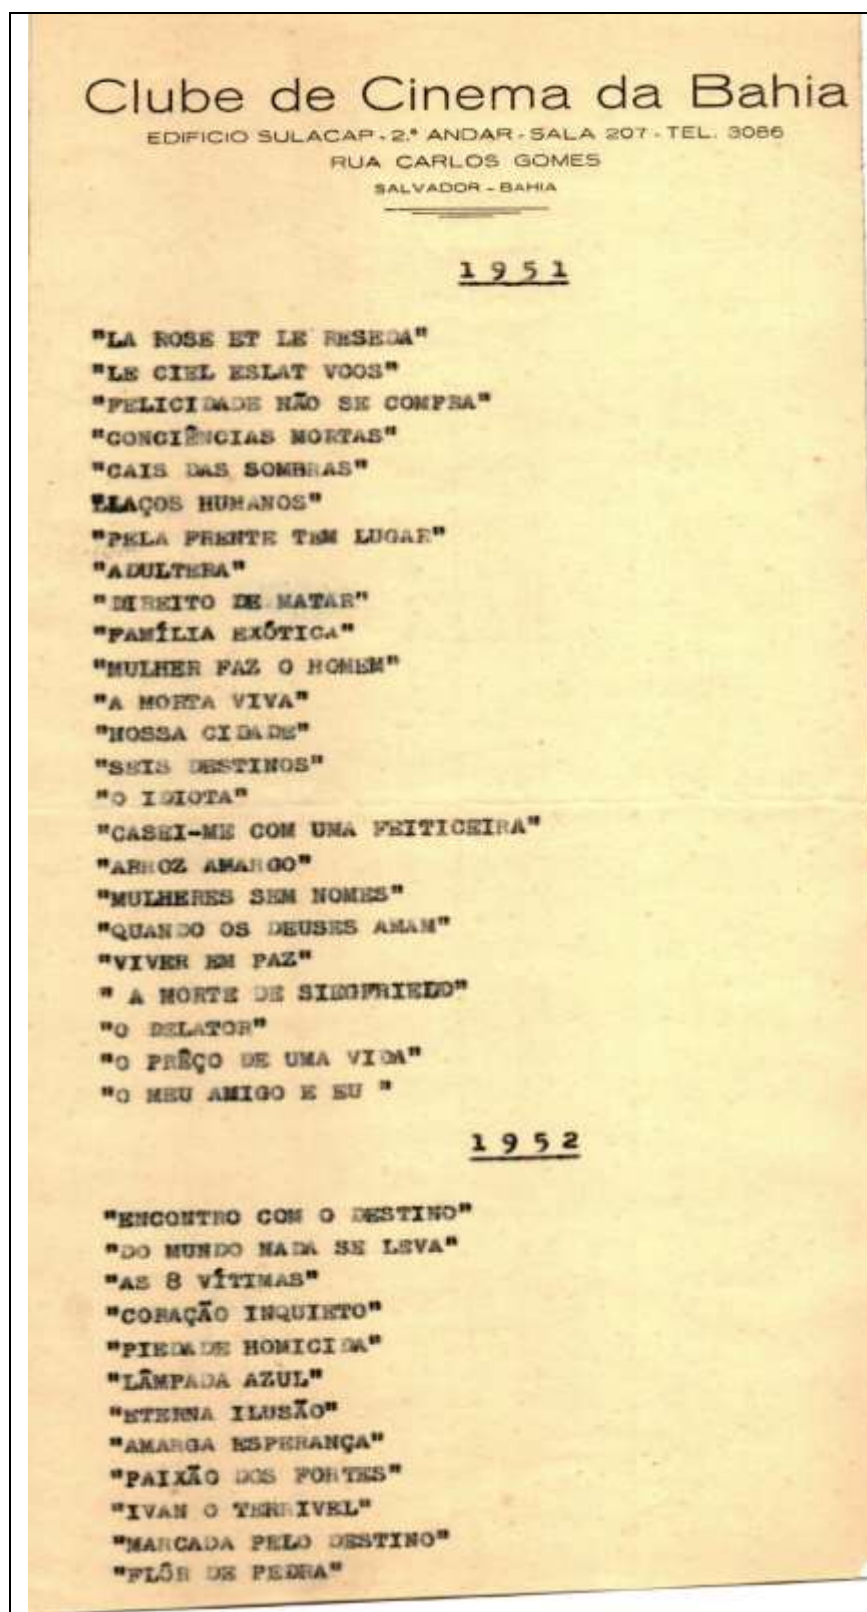 Clube de Cinema da Bahia
EDIFICIO SULACAP - 2.º ANDAR - SALA 207 - TEL. 3086
RUA CARLOS GOMES
SALVADOR - BAHIA
1951
"LA ROSE ET LE RESEDA"
"LE CIEL ESLAT VOOS"
"FELICIDADE NÃO SE COMPRA"
"CONCIÊNCIAS MORTAS"
"CAIS DAS SOMBRAS"
"LAÇOS HUMANOS"
"PELA FRENTE TEM LUGAR"
"ADULTERA"
"DIREITO DE MATAR"
"FAMÍLIA EXÓTICA"
"MULHER FAZ O HOMEM"
"A MORTA VIVA"
"NOSSA CIDADE"
"SEIS DESTINOS"
"O IDIOTA"
"CASEI-ME COM UMA FEITICEIRA"
"ARROZ AMARGO"
"MULHERES SEM NOMES"
"QUANDO OS DEUSES AMAM"
"VIVER EM PAZ"
" A MORTE DE SIEGFRIEDD"
"O DELATOR"
"O PRÊÇO DE UMA VIDA"
"O MEU AMIGO E EU "
1952
"ENCONTRO COM O DESTINO"
"DO MUNDO NADA SE LEVA"
"AS 8 VÍTIMAS"
"CORAÇÃO INQUIETO"
"PIEDADE HOMICIDA"
"LÂMPADA AZUL"
"ETERNA ILUSÃO"
"AMARGA ESPERANÇA"
"PAIXÃO DOS FORTES"
"IVAN O TERRIVEL"
"MARCADA PELO DESTINO"
"FLÔR DE PEDRA"